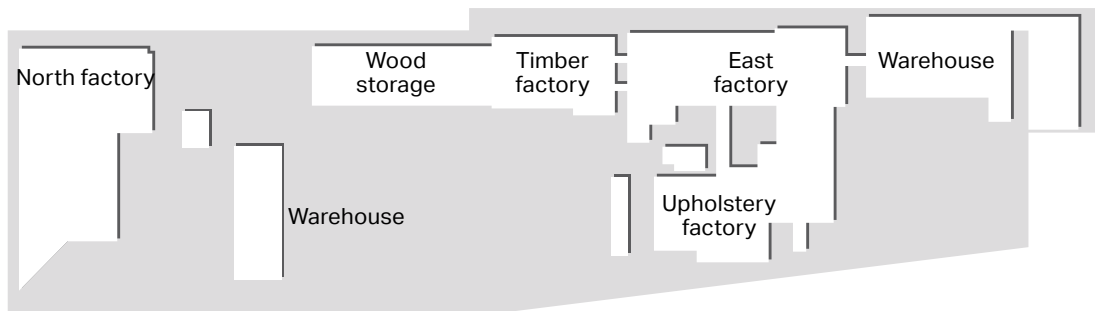 North factory
Wood
storage
Timber
factory
East
factory
Warehouse
Warehouse
Upholstery
factory